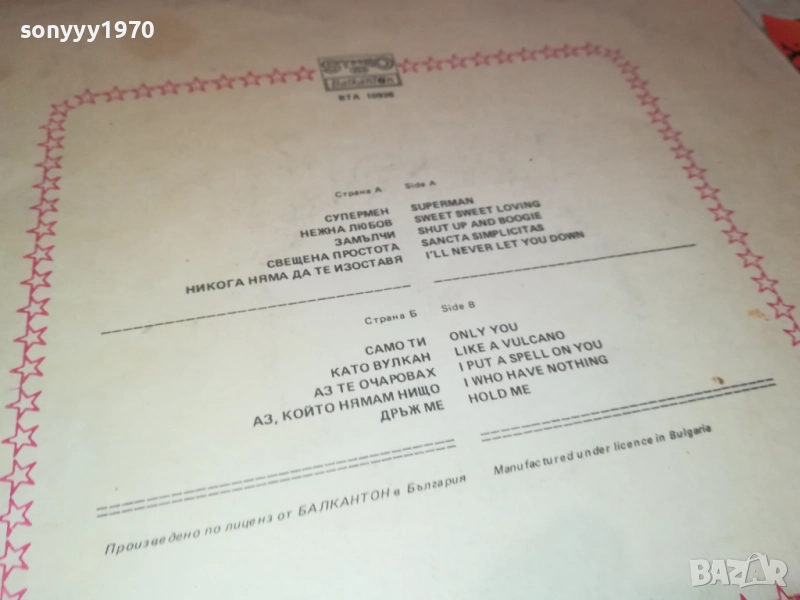 sonyyy1970
Balkanton
ВТА 10926
Страна А Side A
СУПЕРМЕН SUPERMAN
НЕЖНА ЛЮБОВ SWEET SWEET LOVING
ЗАМЪЛЧИ SHUT UP AND BOOGIE
СВЕЩЕНА ПРОСТОТА SANCTA SIMPLICITAS
НИКОГА НЯМА ДА ТЕ ИЗОСТАВЯ I'LL NEVER LET YOU DOWN
Страна Б Side B
САМО ТИ ONLY YOU
КАТО ВУЛКАН LIKE A VULCANO
АЗ ТЕ ОЧАРОВАХ I PUT A SPELL ON YOU
АЗ, КОЙТО НЯМАМ НИЩО I WHO HAVE NOTHING
ДРЪЖ МЕ HOLD ME
Произведено по лиценз от БАЛКАНТОН в България Manufactured under licence in Bulgaria
BAZAR